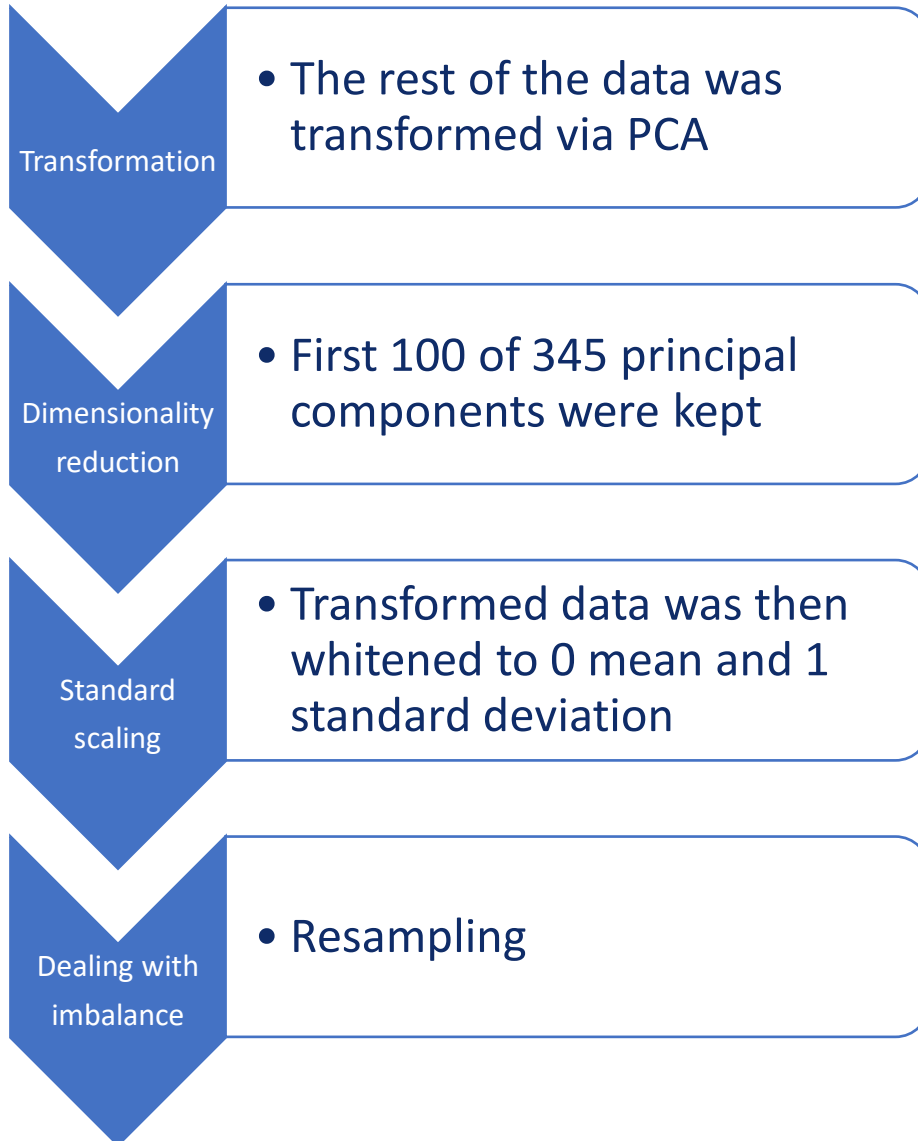 Transformation
• The rest of the data was
transformed via PCA
Dimensionality
reduction
• First 100 of 345 principal
components were kept
Standard
scaling
• Transformed data was then
whitened to 0 mean and 1
standard deviation
Dealing with
imbalance
• Resampling